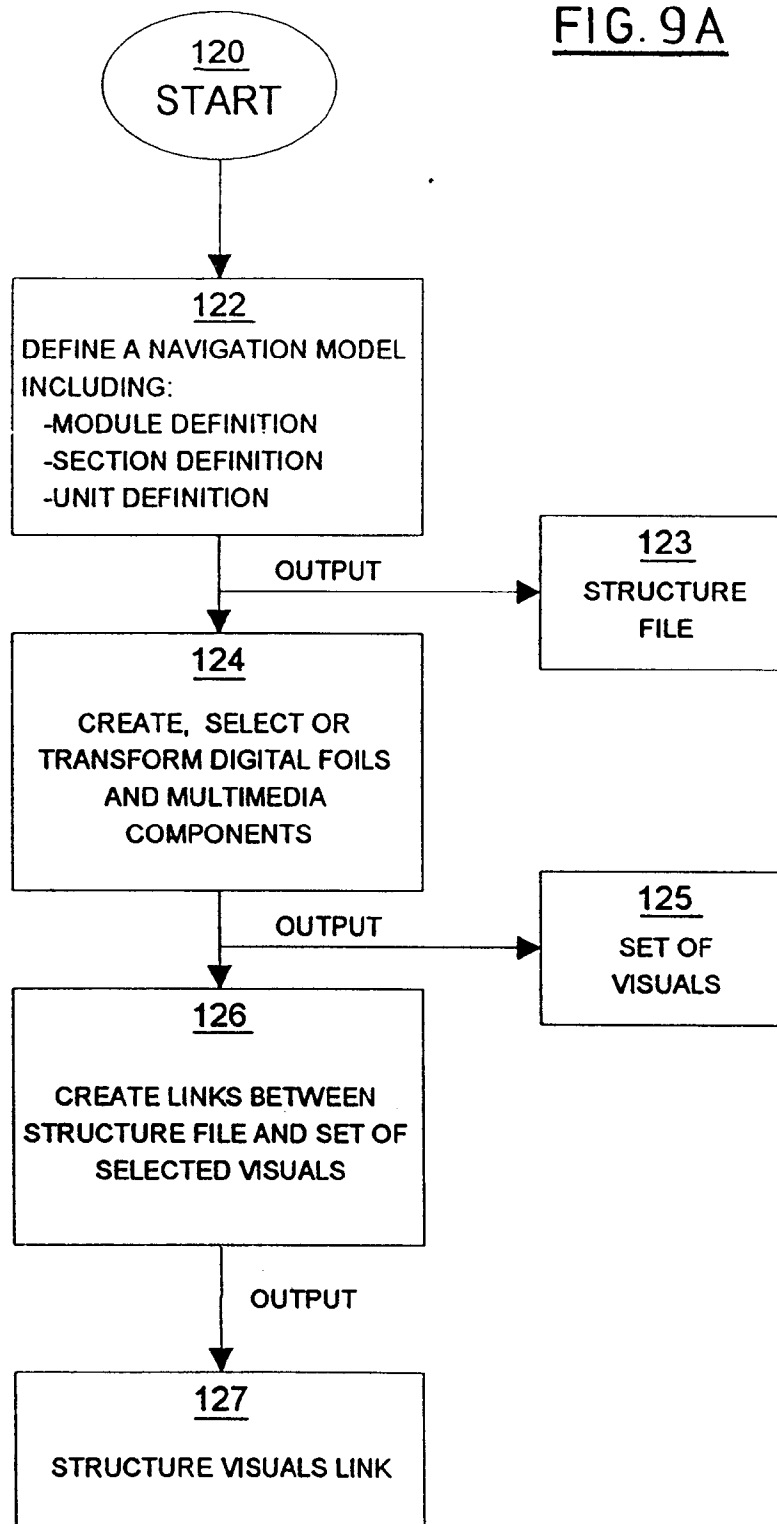 FIG. 9A
120
START
122
DEFINE A NAVIGATION MODEL
INCLUDING:
-MODULE DEFINITION
-SECTION DEFINITION
-UNIT DEFINITION
OUTPUT
123
STRUCTURE
FILE
124
CREATE, SELECT OR
TRANSFORM DIGITAL FOILS
AND MULTIMEDIA
COMPONENTS
OUTPUT
125
SET OF
VISUALS
126
CREATE LINKS BETWEEN
STRUCTURE FILE AND SET OF
SELECTED VISUALS
OUTPUT
127
STRUCTURE VISUALS LINK